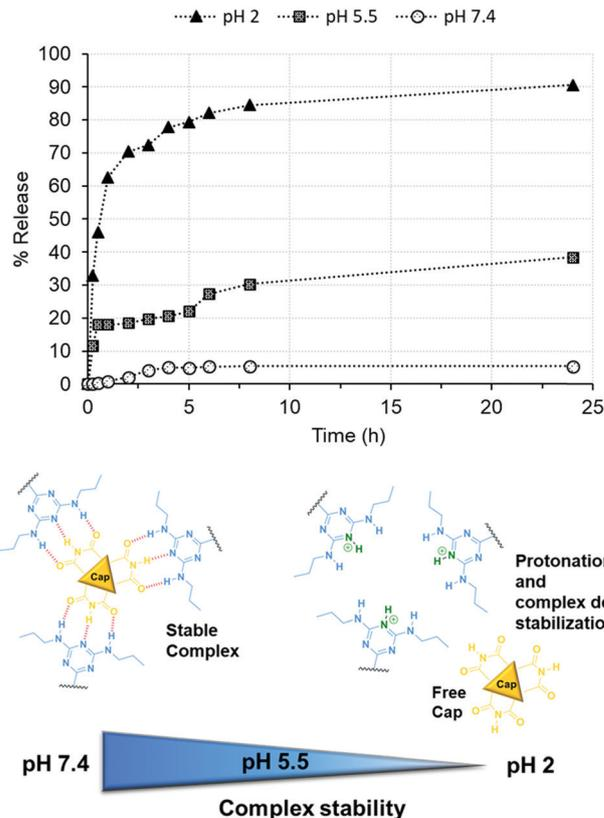 pH 2 pH 5.5 pH 7.4
100
90
80
70
60
50
40
30
20
10
0
% Release
0 5 10 15 20 25
Time (h)
N N N N N H H
O O O O O O
N H N H N H
Cap
Stable
Complex
N N N N N H H
N N N N N H H
N N N N N H H H
N N N N N H H H
N N N N N H H H
Protonation
and
complex de
stabilizatio
Free
Cap
Cap
O O O O O O
N H N H N H
pH 7.4 pH 5.5 pH 2
Complex stability